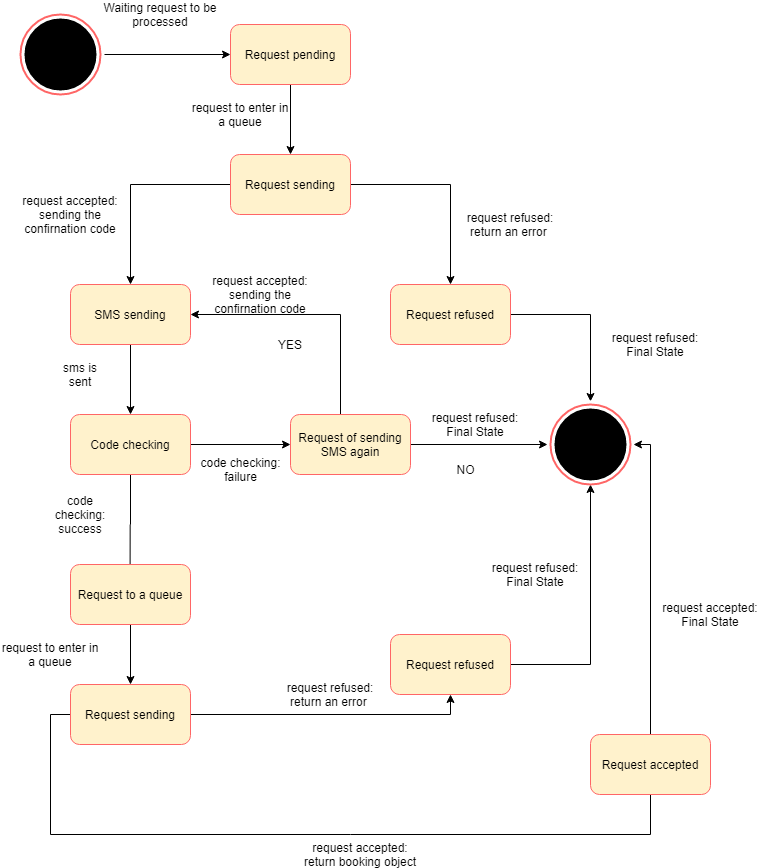 Waiting request to be
processed
Request pending
request to enter in
a queue
Request sending
request accepted:
sending the
confirnation code
request refused:
return an error
SMS sending
request accepted:
sending the
confirnation code
YES
Request refused
request refused:
Final State
sms is
sent
Code checking
code checking:
failure
Request of sending
SMS again
request refused:
Final State
NO
code
checking:
success
Request to a queue
request refused:
Final State
request accepted:
Final State
request to enter in
a queue
Request sending
request refused:
return an error
Request refused
Request accepted
request accepted:
return booking object